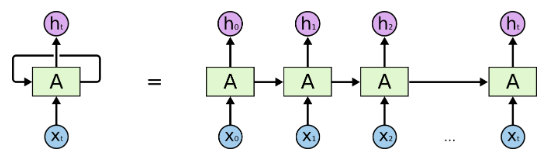 hₜ h₀ h₁ h₂ hₜ
A = A A A A
xₜ x₀ x₁ x₂ ... xₜ